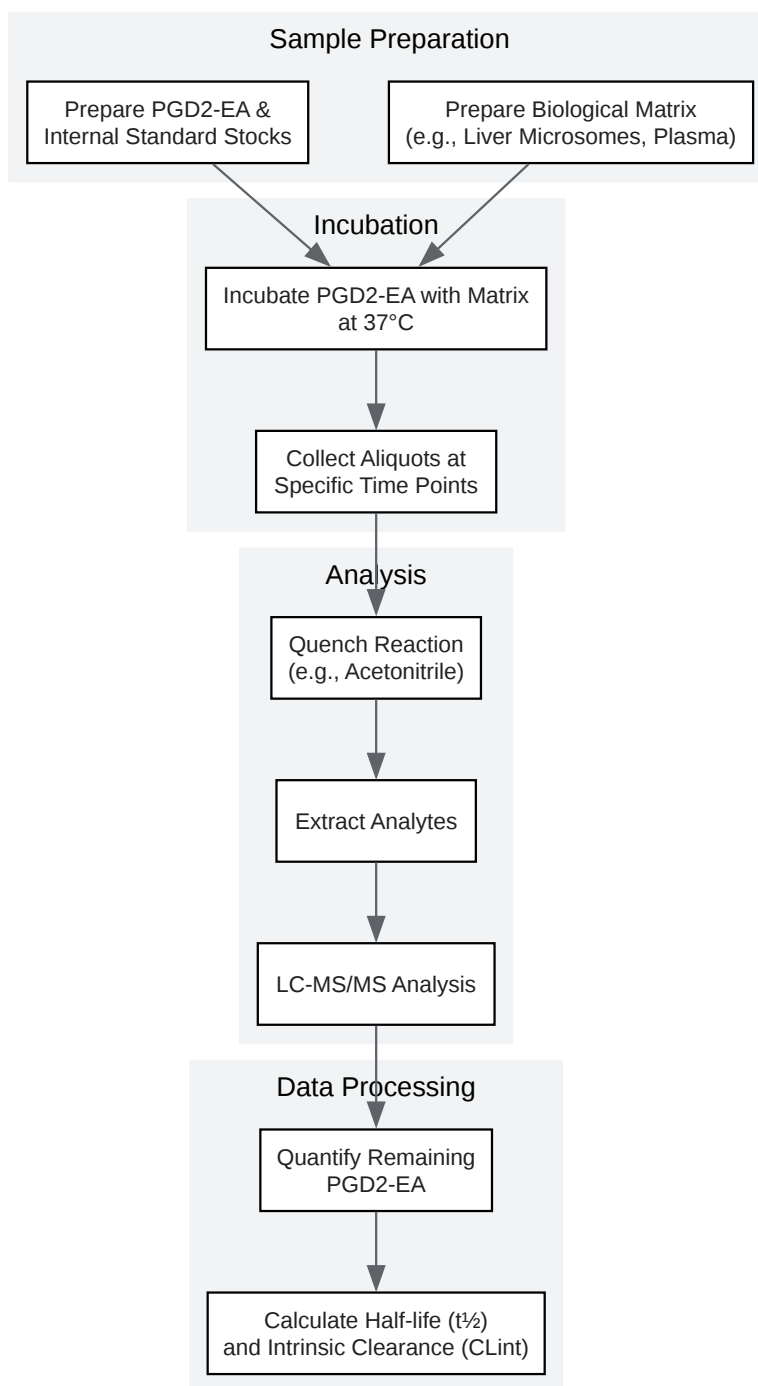 Sample Preparation
Prepare PGD2-EA &
Internal Standard Stocks
Prepare Biological Matrix
(e.g., Liver Microsomes, Plasma)
Incubation
Incubate PGD2-EA with Matrix
at 37°C
Collect Aliquots at
Specific Time Points
Analysis
Quench Reaction
(e.g., Acetonitrile)
Extract Analytes
LC-MS/MS Analysis
Data Processing
Quantify Remaining
PGD2-EA
Calculate Half-life (t½)
and Intrinsic Clearance (CLint)